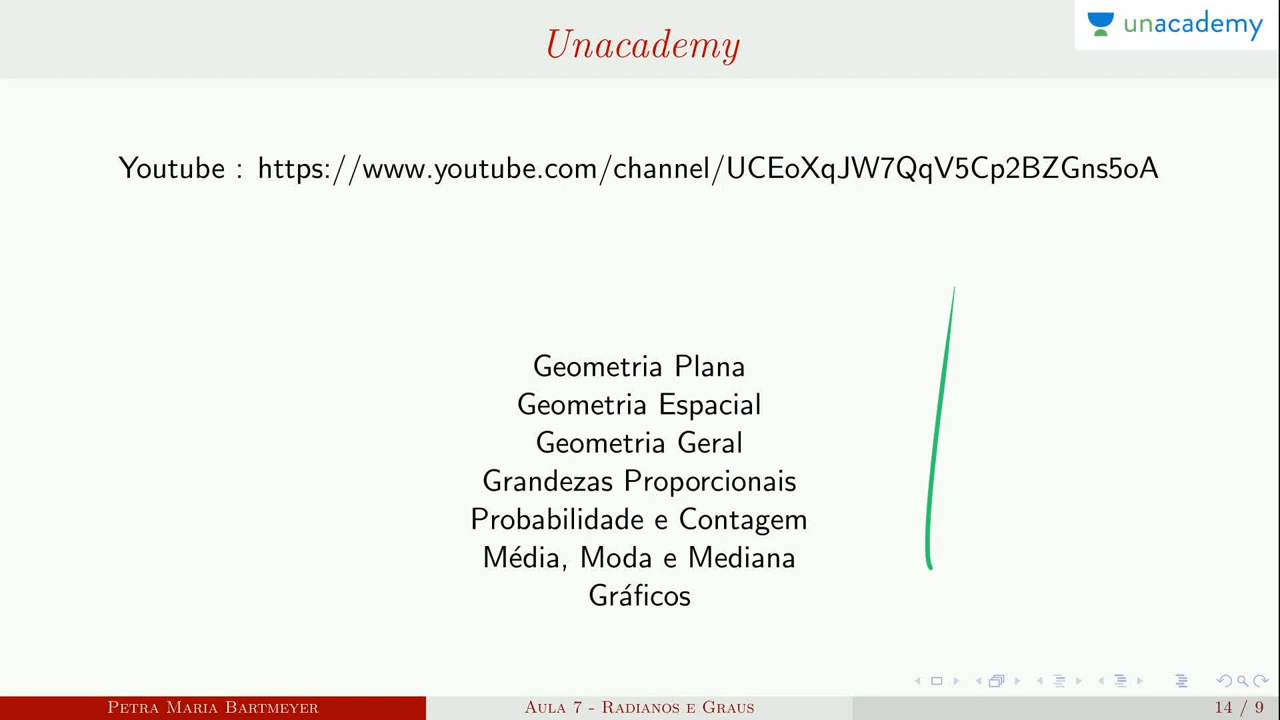 Unacademy
unacademy
Youtube : https://www.youtube.com/channel/UCEoXqJW7QqV5Cp2BZGns5oA
Geometria Plana
Geometria Espacial
Geometria Geral
Grandezas Proporcionais
Probabilidade e Contagem
Média, Moda e Mediana
Gráficos
Petra Maria Bartmeyer
Aula 7 - Radianos e Graus
14 / 9